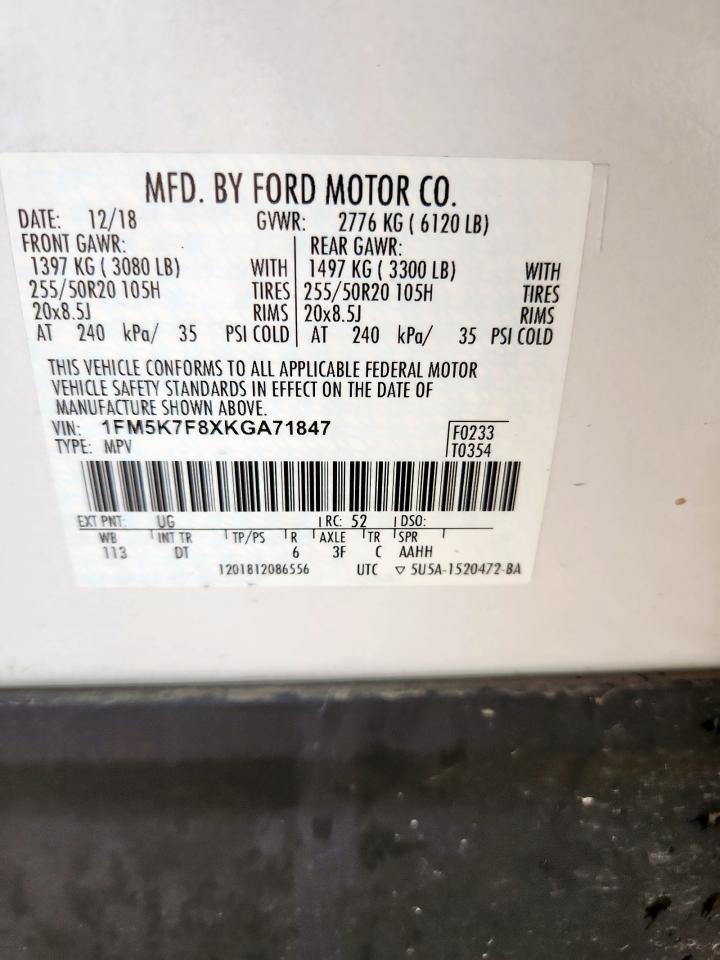 MFD. BY FORD MOTOR CO.
DATE: 12/18 GVWR: 2776 KG ( 6120 LB)
FRONT GAWR: REAR GAWR:
1397 KG ( 3080 LB) WITH 1497 KG ( 3300 LB) WITH
255/50R20 105H TIRES 255/50R20 105H TIRES
20x8.5J RIMS 20x8.5J RIMS
AT 240 kPa/ 35 PSI COLD AT 240 kPa/ 35 PSI COLD
THIS VEHICLE CONFORMS TO ALL APPLICABLE FEDERAL MOTOR
VEHICLE SAFETY STANDARDS IN EFFECT ON THE DATE OF
MANUFACTURE SHOWN ABOVE.
VIN: 1FM5K7F8XKGA71847 F0233
TYPE: MPV T0354
EXT PNT: UG RC: 52 DSO:
WB INT TR TP/PS R AXLE TR SPR
113 DT 6 3F C AAHH
1201812086556 UTC ▽ 5U5A-1520472-BA